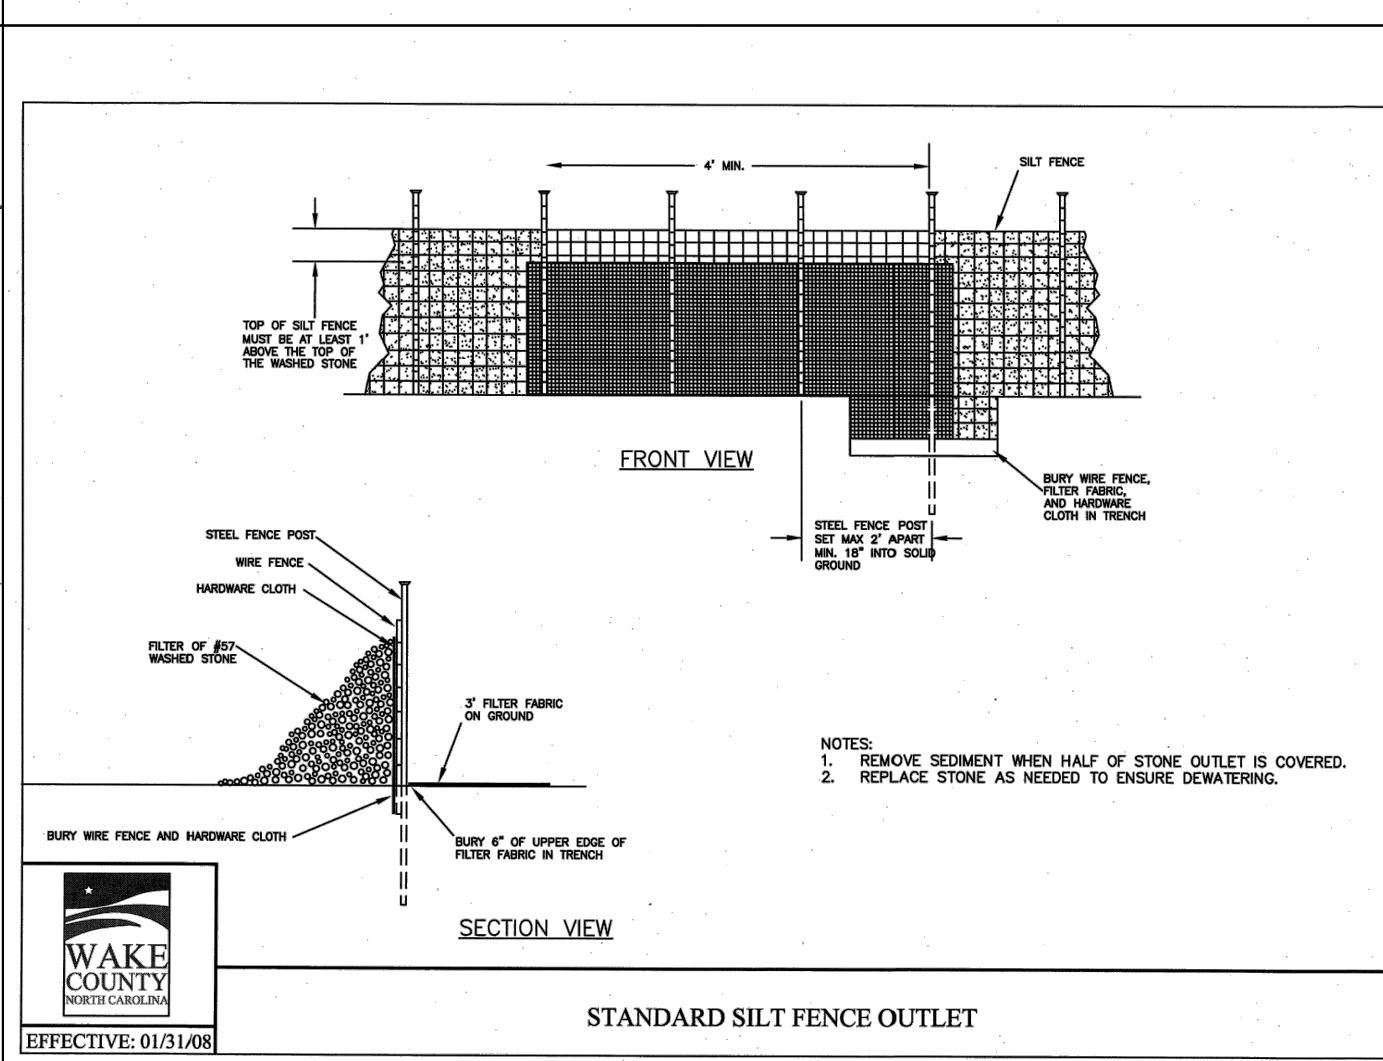 4' MIN.
SILT FENCE
TOP OF SILT FENCE
MUST BE AT LEAST 1'
ABOVE THE TOP OF
THE WASHED STONE
FRONT VIEW
BURY WIRE FENCE,
FILTER FABRIC,
AND HARDWARE
CLOTH IN TRENCH
STEEL FENCE POST
SET MAX 2' APART
MIN. 18" INTO SOLID
GROUND
STEEL FENCE POST
WIRE FENCE
HARDWARE CLOTH
FILTER OF #57
WASHED STONE
3' FILTER FABRIC
ON GROUND
BURY WIRE FENCE AND HARDWARE CLOTH
BURY 6" OF UPPER EDGE OF
FILTER FABRIC IN TRENCH
SECTION VIEW
NOTES:
1. REMOVE SEDIMENT WHEN HALF OF STONE OUTLET IS COVERED.
2. REPLACE STONE AS NEEDED TO ENSURE DEWATERING.
WAKE
COUNTY
NORTH CAROLINA
EFFECTIVE: 01/31/08
STANDARD SILT FENCE OUTLET